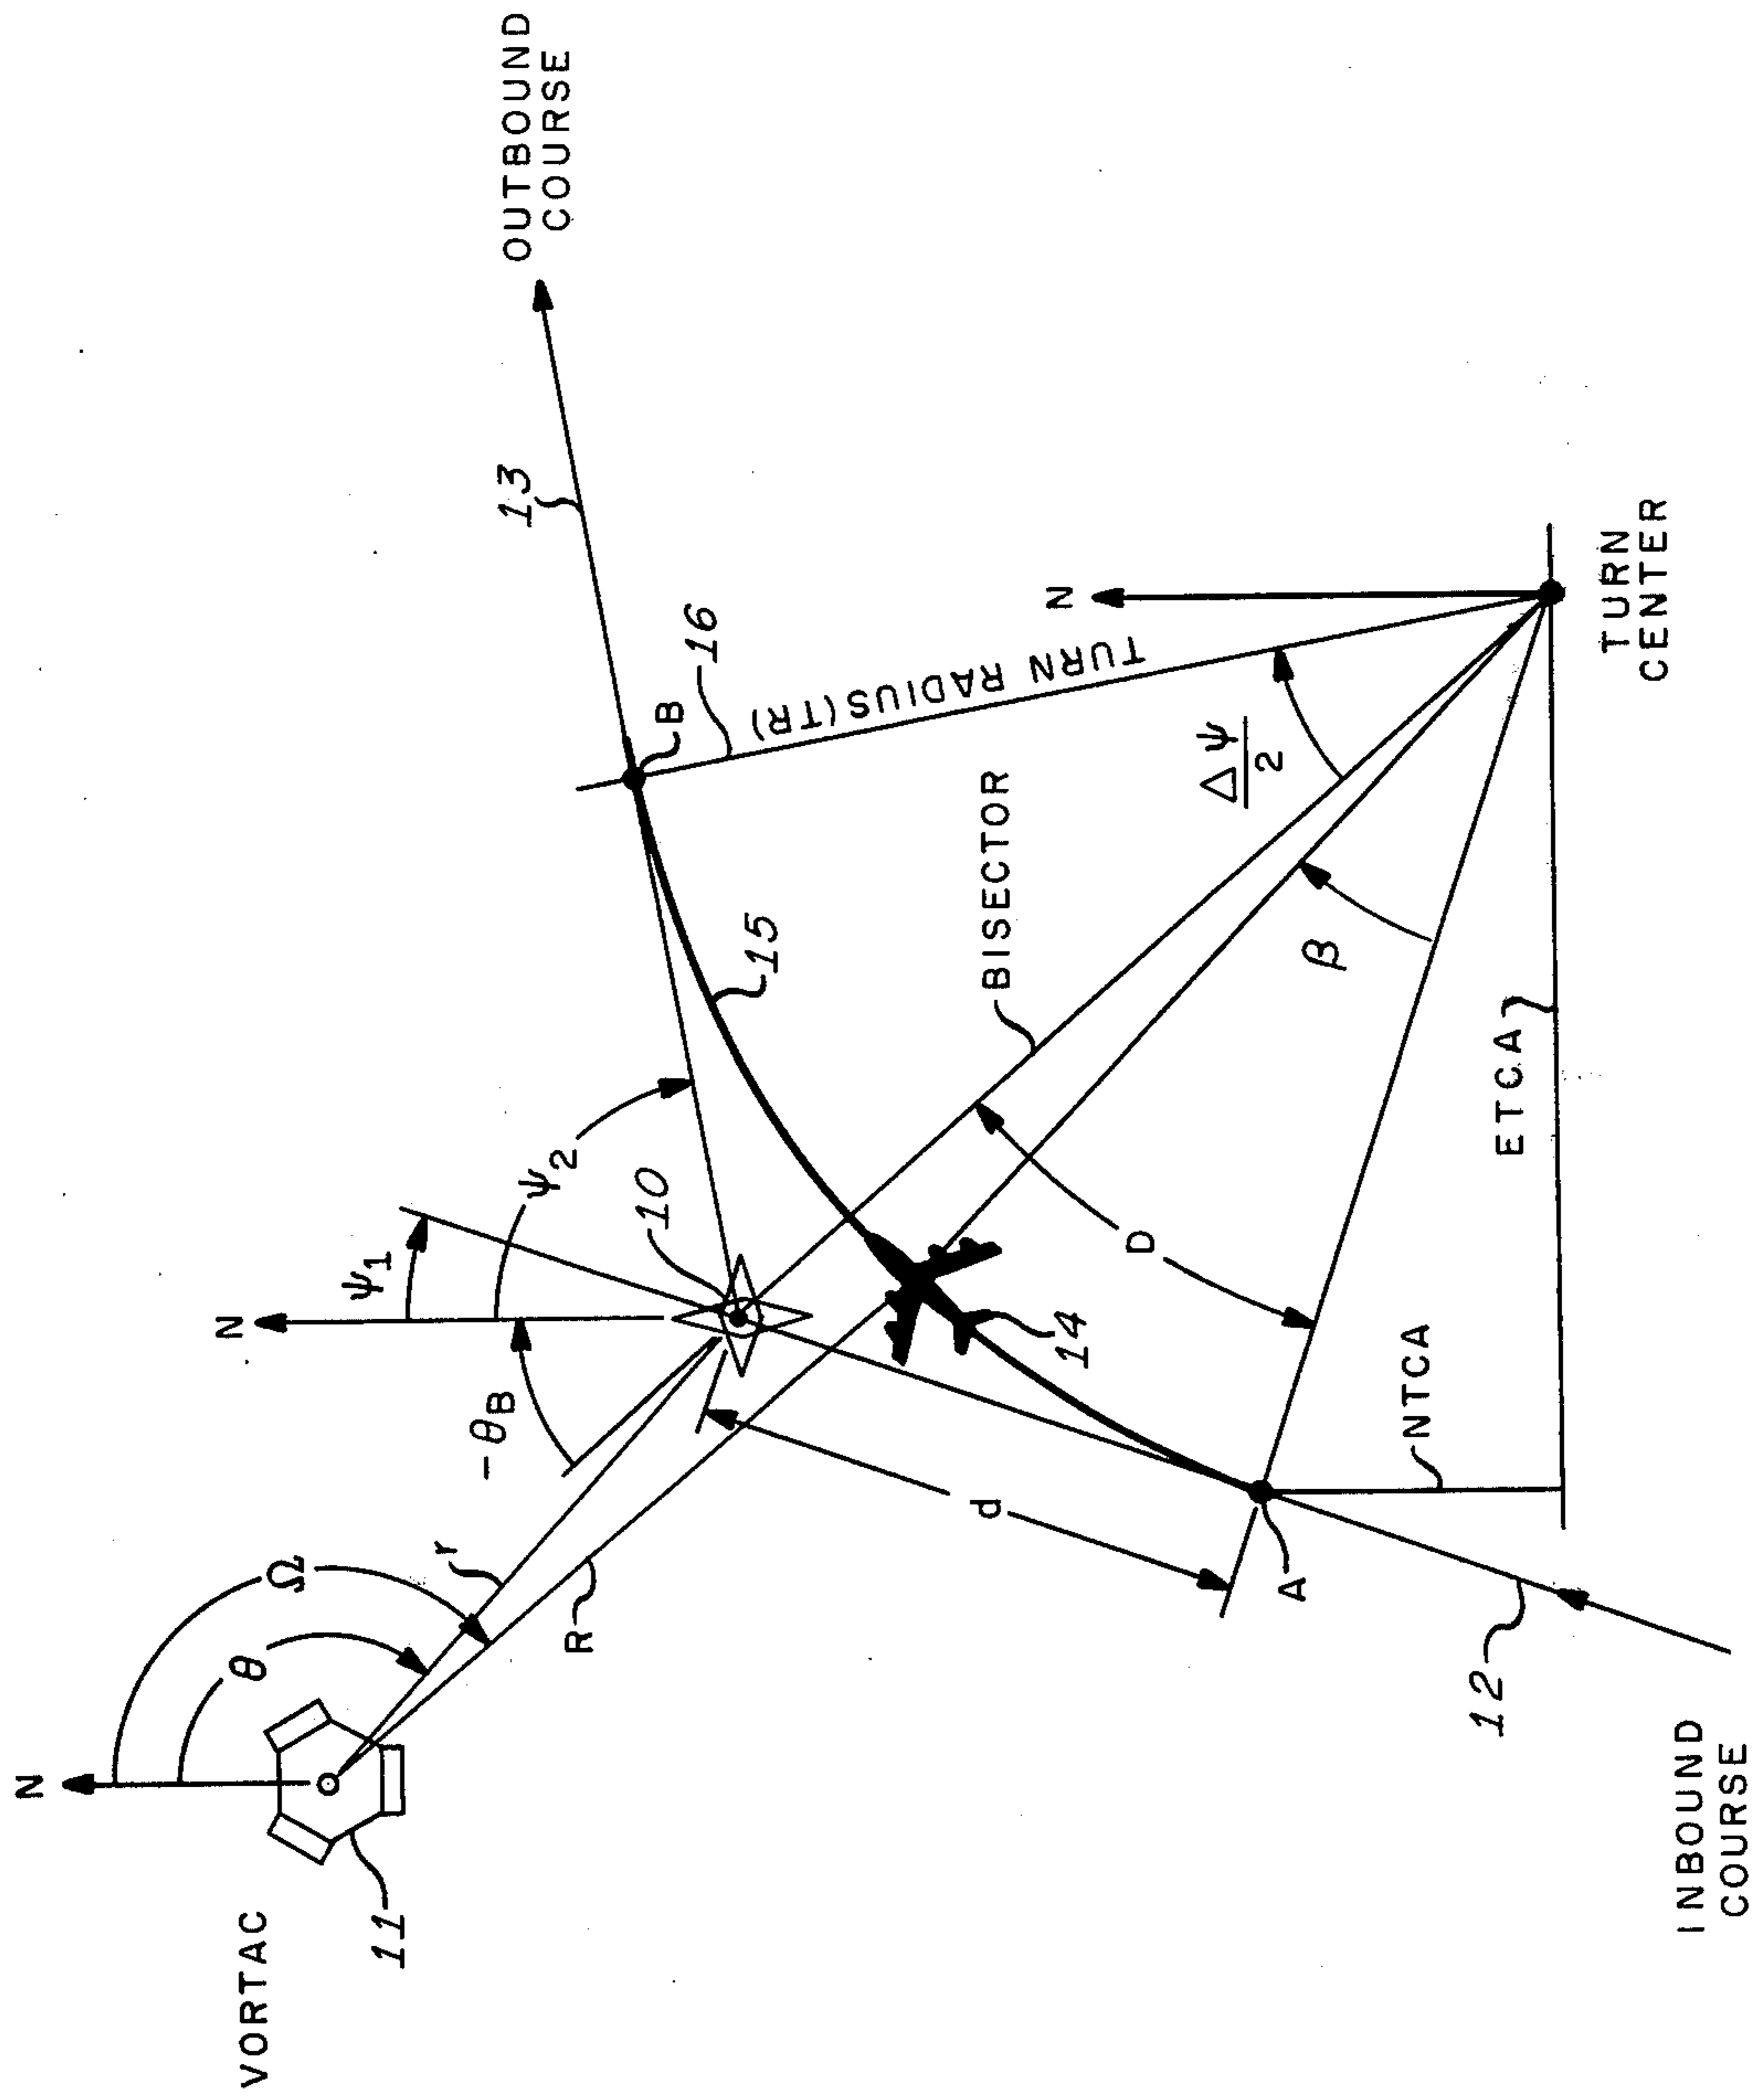 VORTAC
N
Ω
θ
11
r
R
-θB
N
ψ1
ψ2
10
OUTBOUND
COURSE
13
B
16
TURN RADIUS (TR)
N
15
BISECTOR
Δψ
2
β
D
14
d
A
NTCA
ETCA
TURN
CENTER
12
INBOUND
COURSE